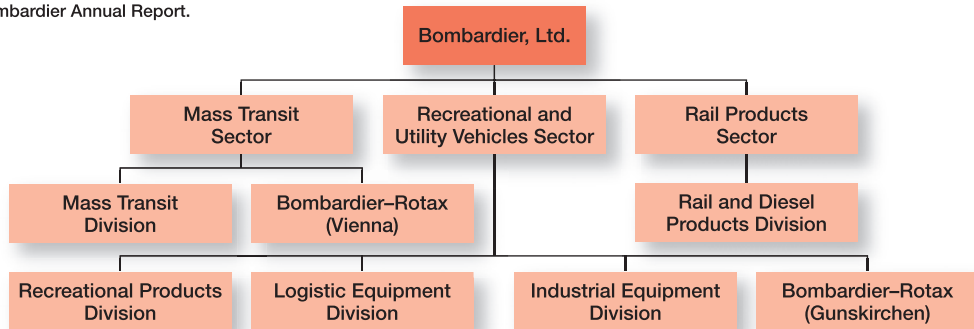 Bombardier Annual Report.
Bombardier, Ltd.
Mass Transit
Sector
Recreational and
Utility Vehicles Sector
Rail Products
Sector
Mass Transit
Division
Bombardier–Rotax
(Vienna)
Rail and Diesel
Products Division
Recreational Products
Division
Logistic Equipment
Division
Industrial Equipment
Division
Bombardier–Rotax
(Gunskirchen)